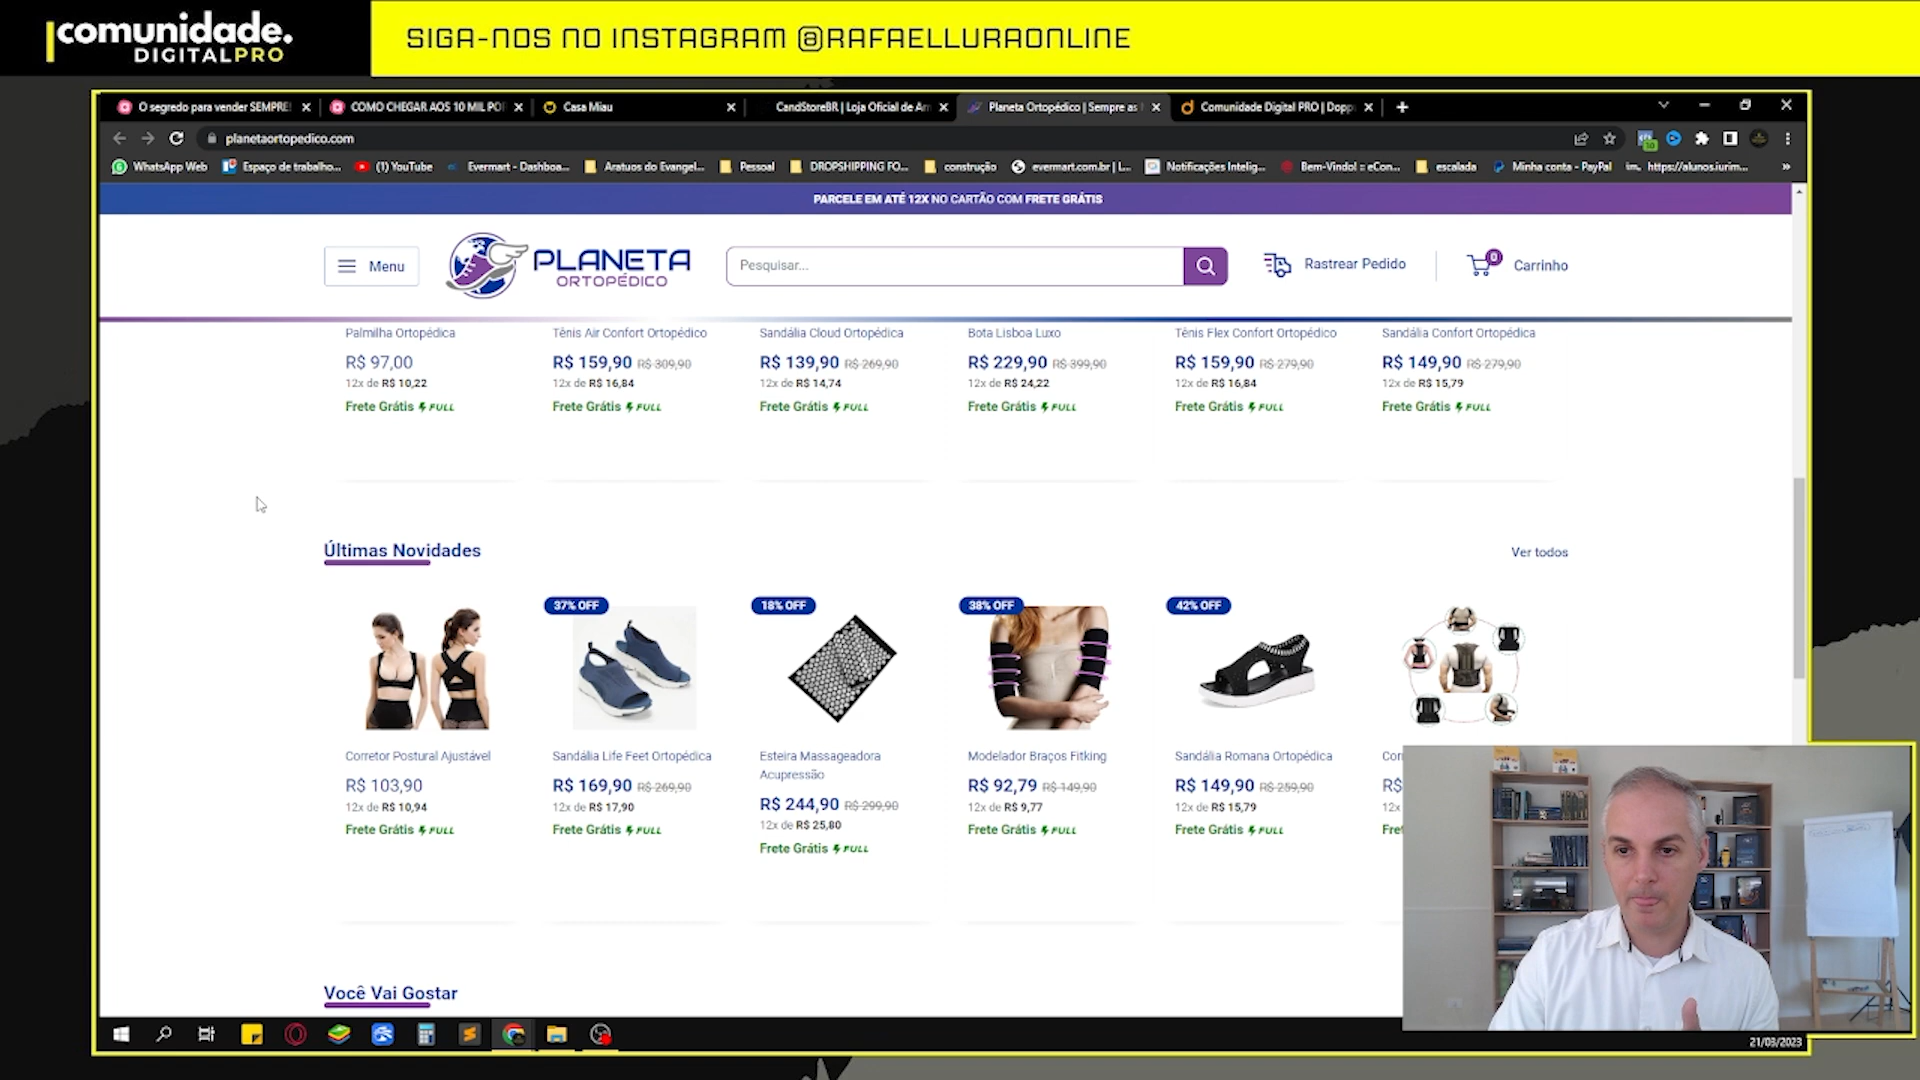 comunidade.
DIGITALPRO
SIGA-NOS NO INSTAGRAM @RAFAELLURAONLINE
O segredo para vender SEMPRE!
COMO CHEGAR AOS 10 MIL POR
Casa Miau
CandStoreBR | Loja Oficial de Am
Planeta Ortopédico | Sempre as
Comunidade Digital PRO | Dopp
planetaortopedico.com
WhatsApp Web
Espaço de trabalho...
(1) YouTube
Evermart - Dashboa...
Aratuos do Evangel...
Pessoal
DROPSHIPPING FO...
construção
evermart.com.br | L...
Notificações Intelig...
Bem-Vindo! :: eCon...
escalada
Minha conta - PayPal
https://alunos.iurim...
PARCELE EM ATÉ 12X NO CARTÃO COM FRETE GRÁTIS
Menu
PLANETA
ORTOPÉDICO
Pesquisar...
Rastrear Pedido
0
Carrinho
Palmilha Ortopédica
R$ 97,00
12x de R$ 10,22
Frete Grátis FULL
Tênis Air Confort Ortopédico
R$ 159,90 R$ 309,90
12x de R$ 16,84
Frete Grátis FULL
Sandália Cloud Ortopédica
R$ 139,90 R$ 269,90
12x de R$ 14,74
Frete Grátis FULL
Bota Lisboa Luxo
R$ 229,90 R$ 399,90
12x de R$ 24,22
Frete Grátis FULL
Tênis Flex Confort Ortopédico
R$ 159,90 R$ 279,90
12x de R$ 16,84
Frete Grátis FULL
Sandália Confort Ortopédica
R$ 149,90 R$ 279,90
12x de R$ 15,79
Frete Grátis FULL
Últimas Novidades
Ver todos
Corretor Postural Ajustável
R$ 103,90
12x de R$ 10,94
Frete Grátis FULL
37% OFF
Sandália Life Feet Ortopédica
R$ 169,90 R$ 269,90
12x de R$ 17,90
Frete Grátis FULL
18% OFF
Esteira Massageadora
Acupressão
R$ 244,90 R$ 299,90
12x de R$ 25,80
Frete Grátis FULL
38% OFF
Modelador Braços Fitking
R$ 92,79 R$ 149,90
12x de R$ 9,77
Frete Grátis FULL
42% OFF
Sandália Romana Ortopédica
R$ 149,90 R$ 259,90
12x de R$ 15,79
Frete Grátis FULL
Cor
R$
12x
Fre
Você Vai Gostar
21/03/2023